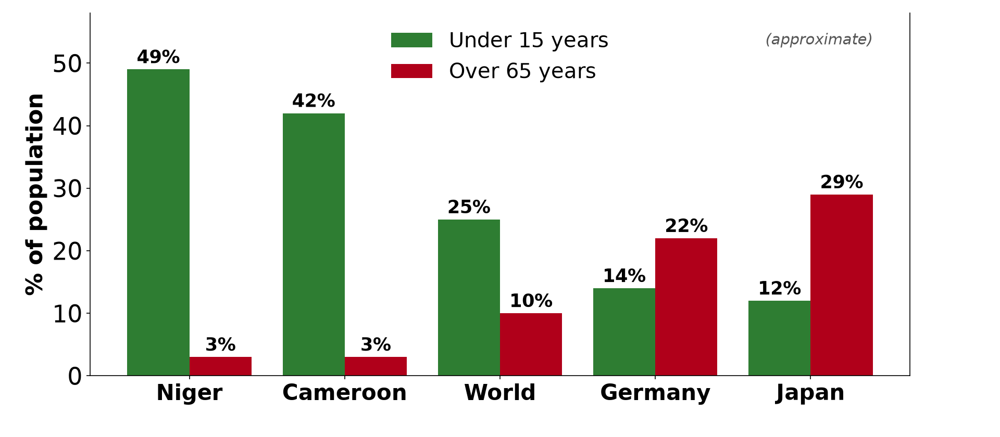 Under 15 years
Over 65 years
(approximate)
% of population
50
40
30
20
10
0
49%
3%
42%
3%
25%
10%
14%
22%
12%
29%
Niger
Cameroon
World
Germany
Japan